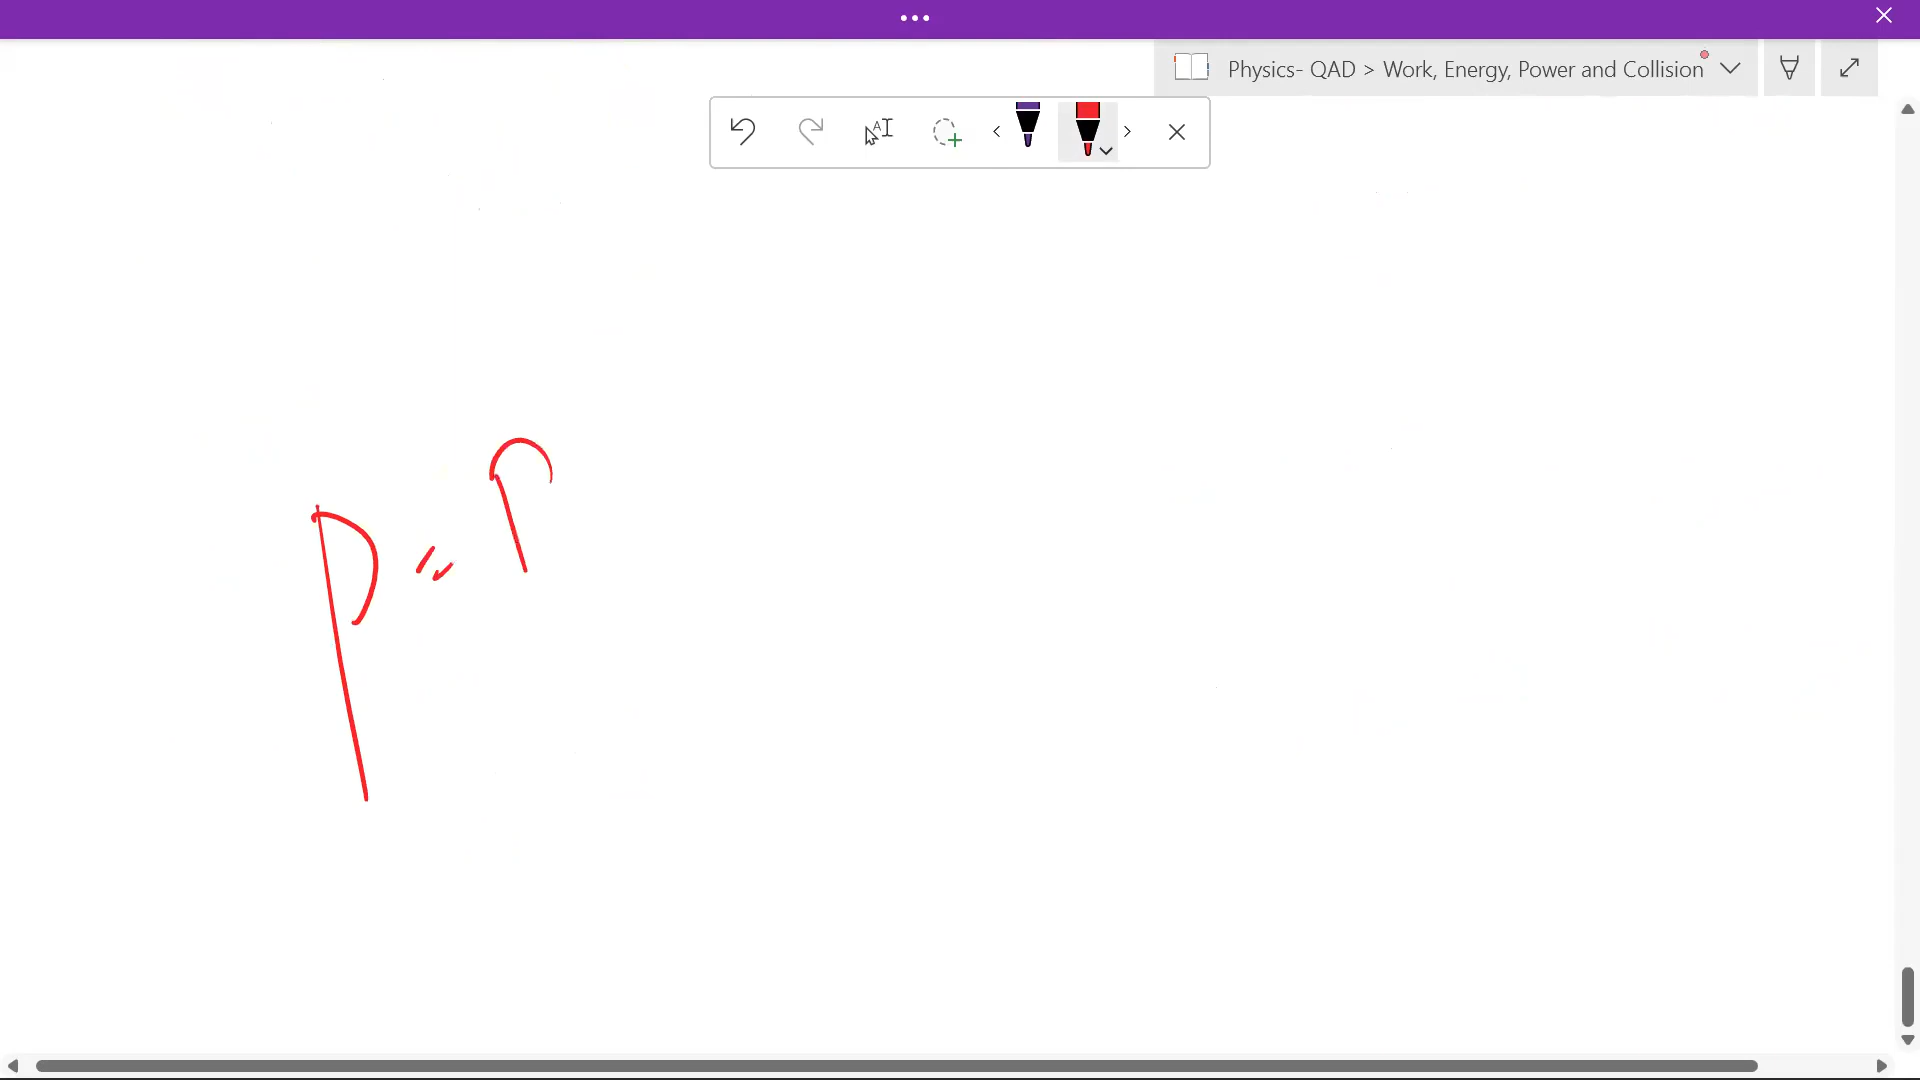 Physics- QAD > Work, Energy, Power and Collision
P =